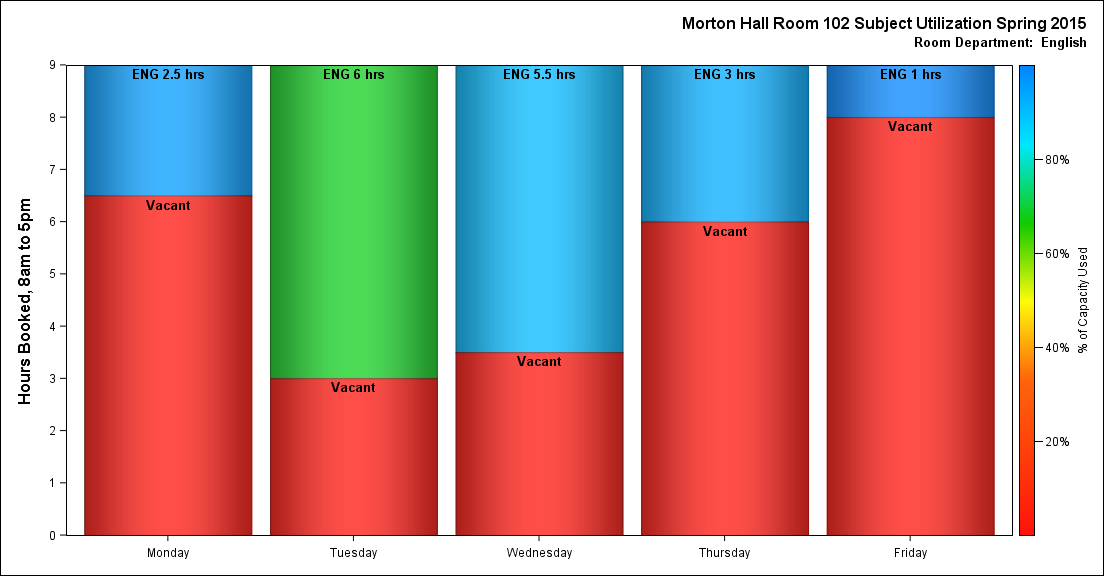 Morton Hall Room 102 Subject Utilization Spring 2015
Room Department: English
Hours Booked, 8am to 5pm
9
8
7
6
5
4
3
2
1
0
ENG 2.5 hrs
Vacant
ENG 6 hrs
Vacant
ENG 5.5 hrs
Vacant
ENG 3 hrs
Vacant
ENG 1 hrs
Vacant
Monday
Tuesday
Wednesday
Thursday
Friday
80%
60%
40%
20%
% of Capacity Used